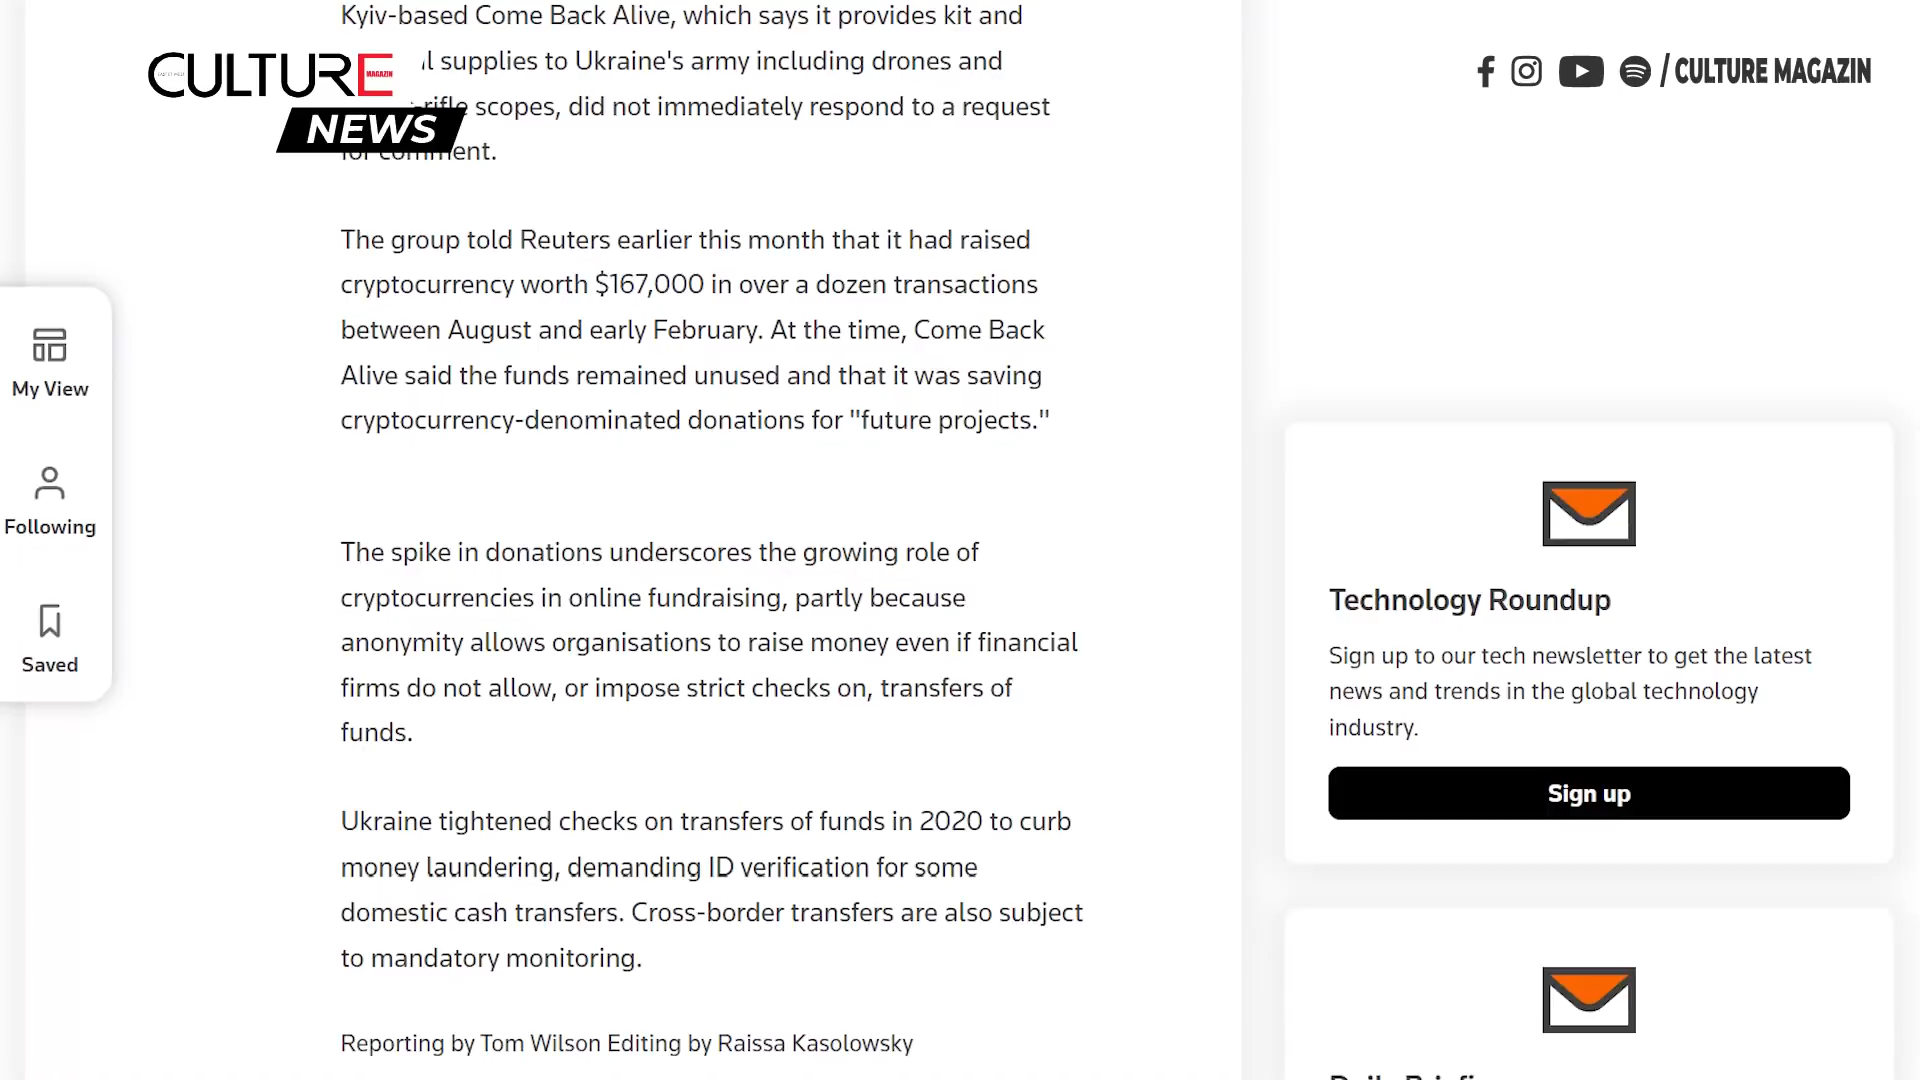 Kyiv-based Come Back Alive, which says it provides kit and
supplies to Ukraine's army including drones and
rifle scopes, did not immediately respond to a request
for comment.
CULTURE
MAGAZIN
NEWS
/ CULTURE MAGAZIN
The group told Reuters earlier this month that it had raised
cryptocurrency worth $167,000 in over a dozen transactions
between August and early February. At the time, Come Back
Alive said the funds remained unused and that it was saving
cryptocurrency-denominated donations for "future projects."
The spike in donations underscores the growing role of
cryptocurrencies in online fundraising, partly because
anonymity allows organisations to raise money even if financial
firms do not allow, or impose strict checks on, transfers of
funds.
Ukraine tightened checks on transfers of funds in 2020 to curb
money laundering, demanding ID verification for some
domestic cash transfers. Cross-border transfers are also subject
to mandatory monitoring.
Reporting by Tom Wilson Editing by Raissa Kasolowsky
My View
Following
Saved
Technology Roundup
Sign up to our tech newsletter to get the latest
news and trends in the global technology
industry.
Sign up